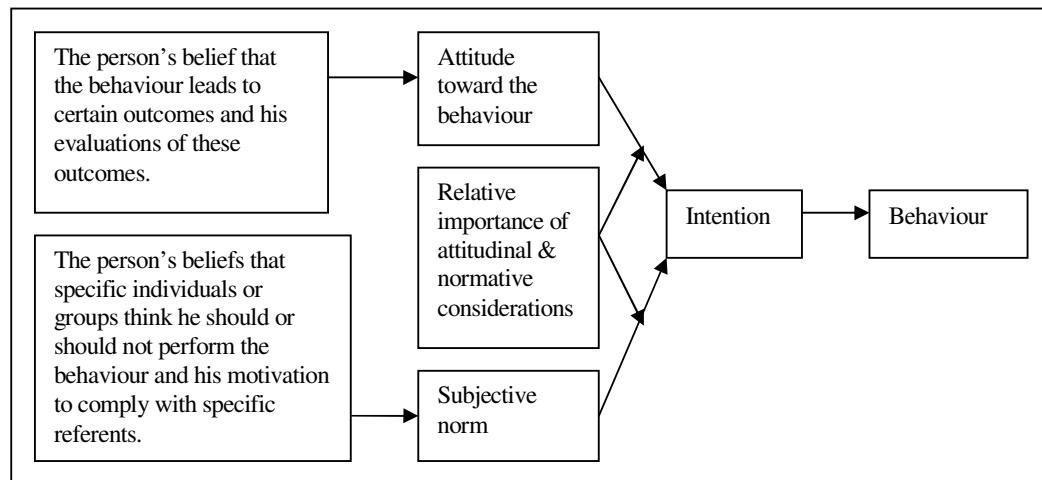 The person's belief that
the behaviour leads to
certain outcomes and his
evaluations of these
outcomes.
The person's beliefs that
specific individuals or
groups think he should or
should not perform the
behaviour and his motivation
to comply with specific
referents.
Attitude
toward the
behaviour
Relative
importance of
attitudinal &
normative
considerations
Subjective
norm
Intention
Behaviour